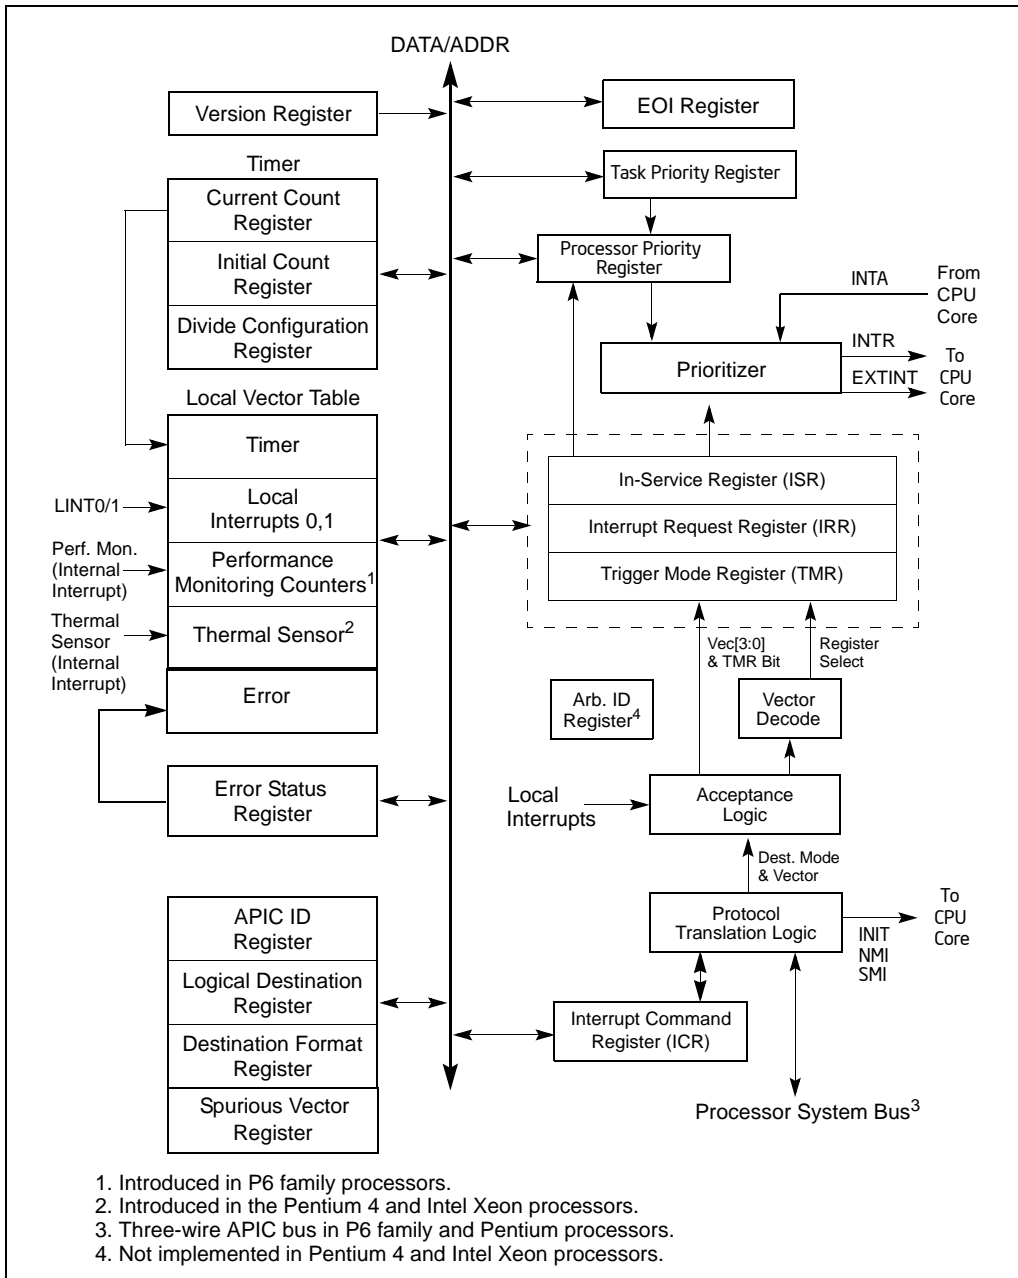 DATA/ADDR
Version Register
EOI Register
Timer
Task Priority Register
Current Count
Register
Initial Count
Register
Divide Configuration
Register
Processor Priority
Register
INTA
From
CPU
Core
Prioritizer
INTR
EXTINT
To
CPU
Core
Local Vector Table
Timer
LINT0/1
Local
Interrupts 0,1
Perf. Mon.
(Internal
Interrupt)
Performance
Monitoring Counters1
Thermal
Sensor
(Internal
Interrupt)
Thermal Sensor2
Error
In-Service Register (ISR)
Interrupt Request Register (IRR)
Trigger Mode Register (TMR)
Vec[3:0]
& TMR Bit
Register
Select
Arb. ID
Register4
Vector
Decode
Error Status
Register
Local
Interrupts
Acceptance
Logic
Dest. Mode
& Vector
Protocol
Translation Logic
To
CPU
Core
INIT
NMI
SMI
APIC ID
Register
Logical Destination
Register
Destination Format
Register
Spurious Vector
Register
Interrupt Command
Register (ICR)
Processor System Bus3
1. Introduced in P6 family processors.
2. Introduced in the Pentium 4 and Intel Xeon processors.
3. Three-wire APIC bus in P6 family and Pentium processors.
4. Not implemented in Pentium 4 and Intel Xeon processors.